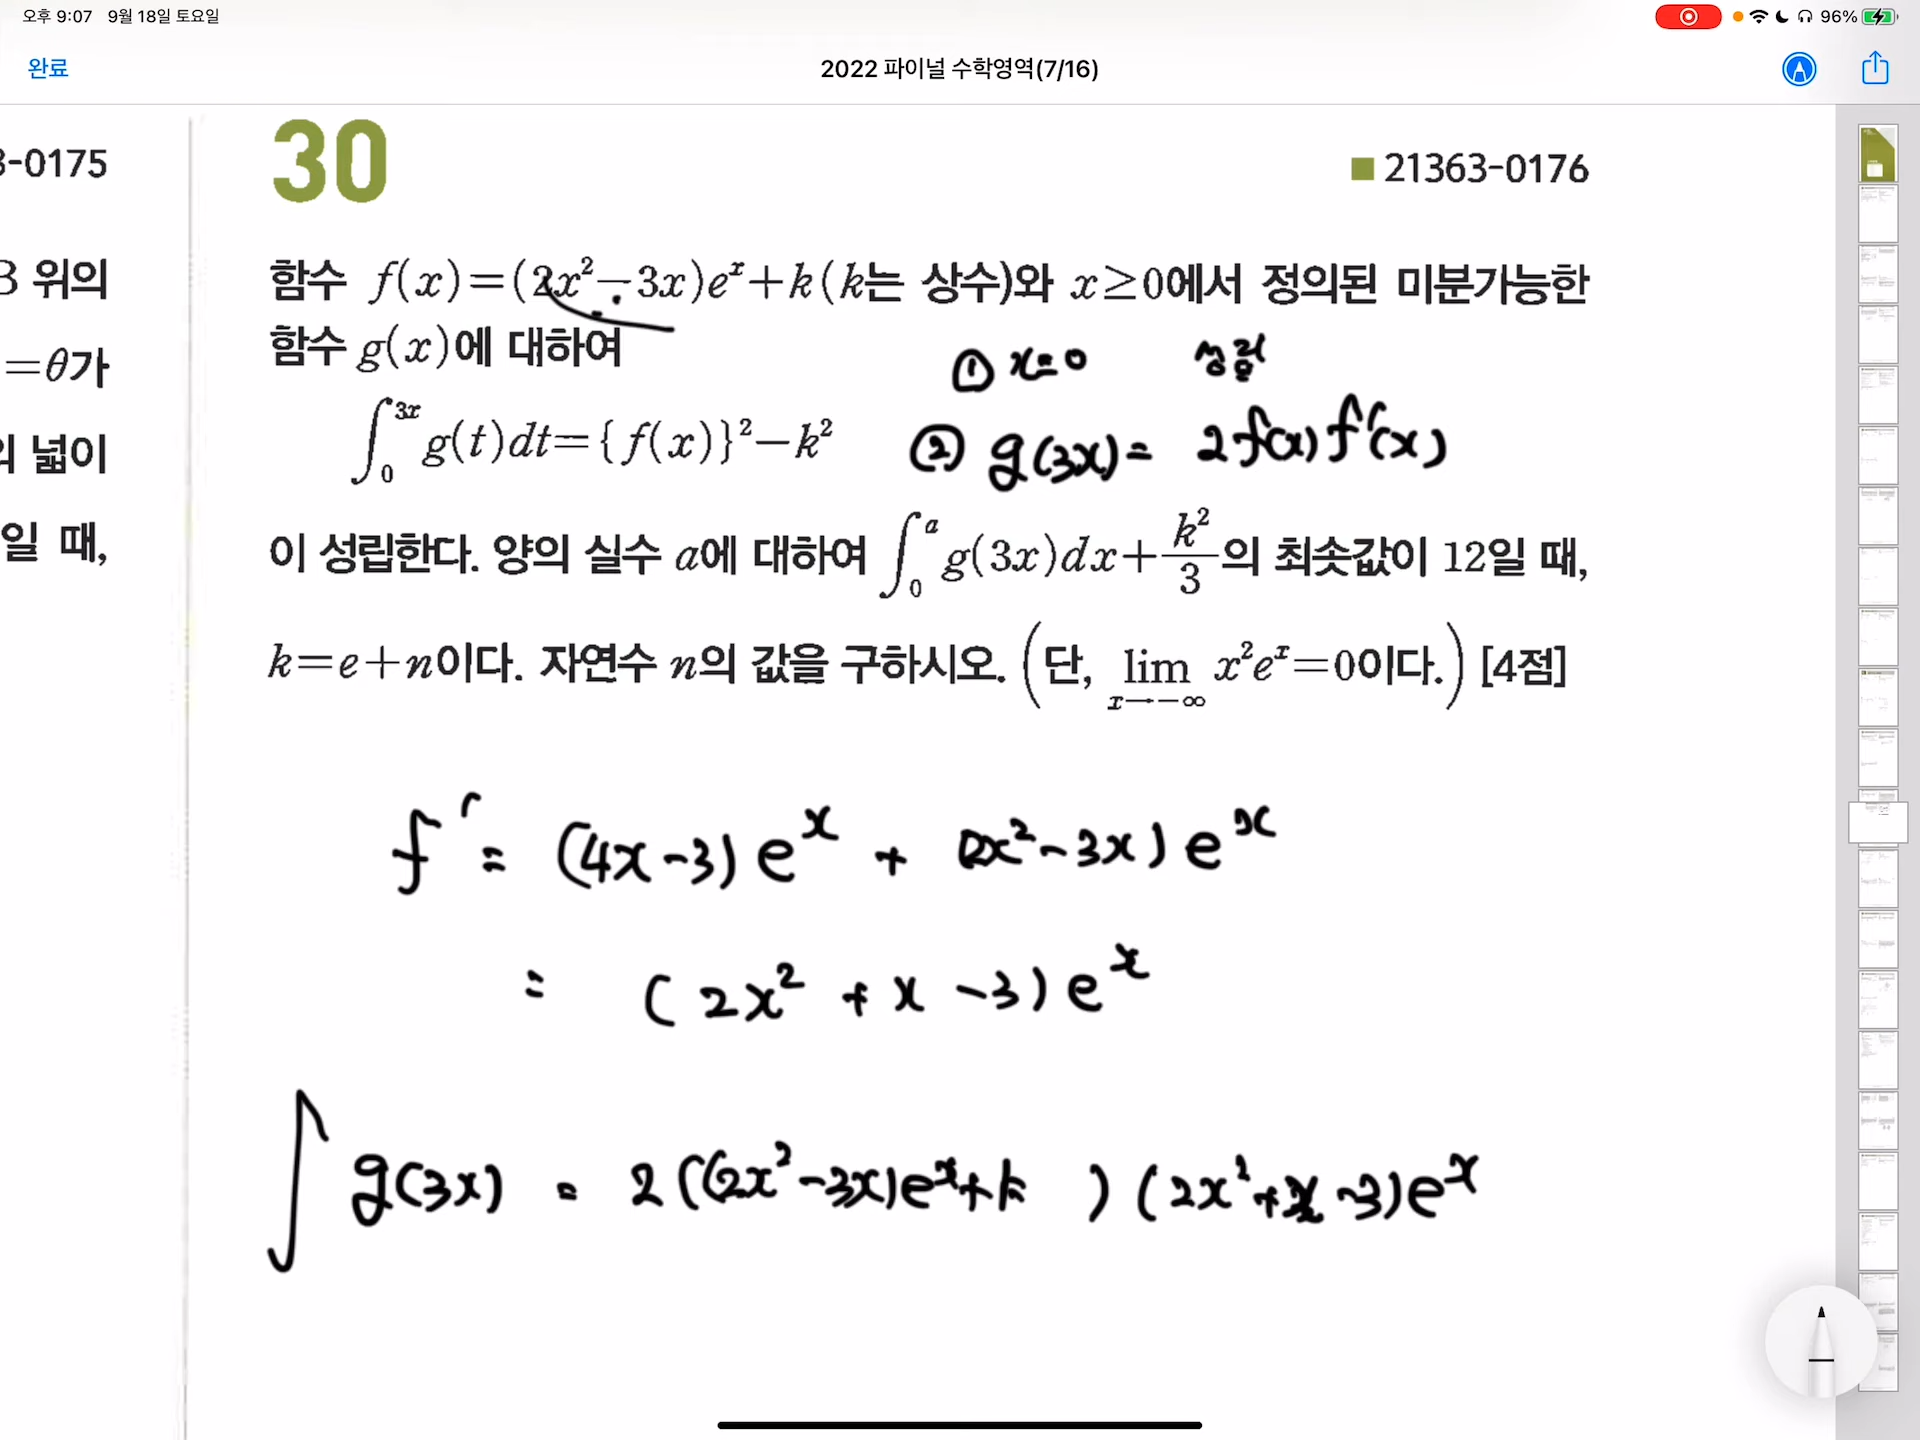 오후 9:07 9월 18일 토요일
96%
완료
2022 파이널 수학영역(7/16)
3-0175
B 위의
=θ가
의 넓이
일 때,
30
21363-0176
함수 f(x)=(2x²-3x)eˣ+k(k는 상수)와 x≥0에서 정의된 미분가능한
함수 g(x)에 대하여
① x=0 성립
∫₀³ˣ g(t)dt={f(x)}²-k²
② g(3x)= 2f(x)f'(x)
이 성립한다. 양의 실수 a에 대하여 ∫₀ᵃ g(3x)dx+k²/3의 최솟값이 12일 때,
k=e+n이다. 자연수 n의 값을 구하시오. (단, lim x→-∞ x²eˣ=0이다.) [4점]
f' = (4x-3)eˣ + (2x²-3x)eˣ
= (2x²+x-3)eˣ
∫ g(3x) = 2((2x²-3x)eˣ+k )(2x²+x-3)eˣ